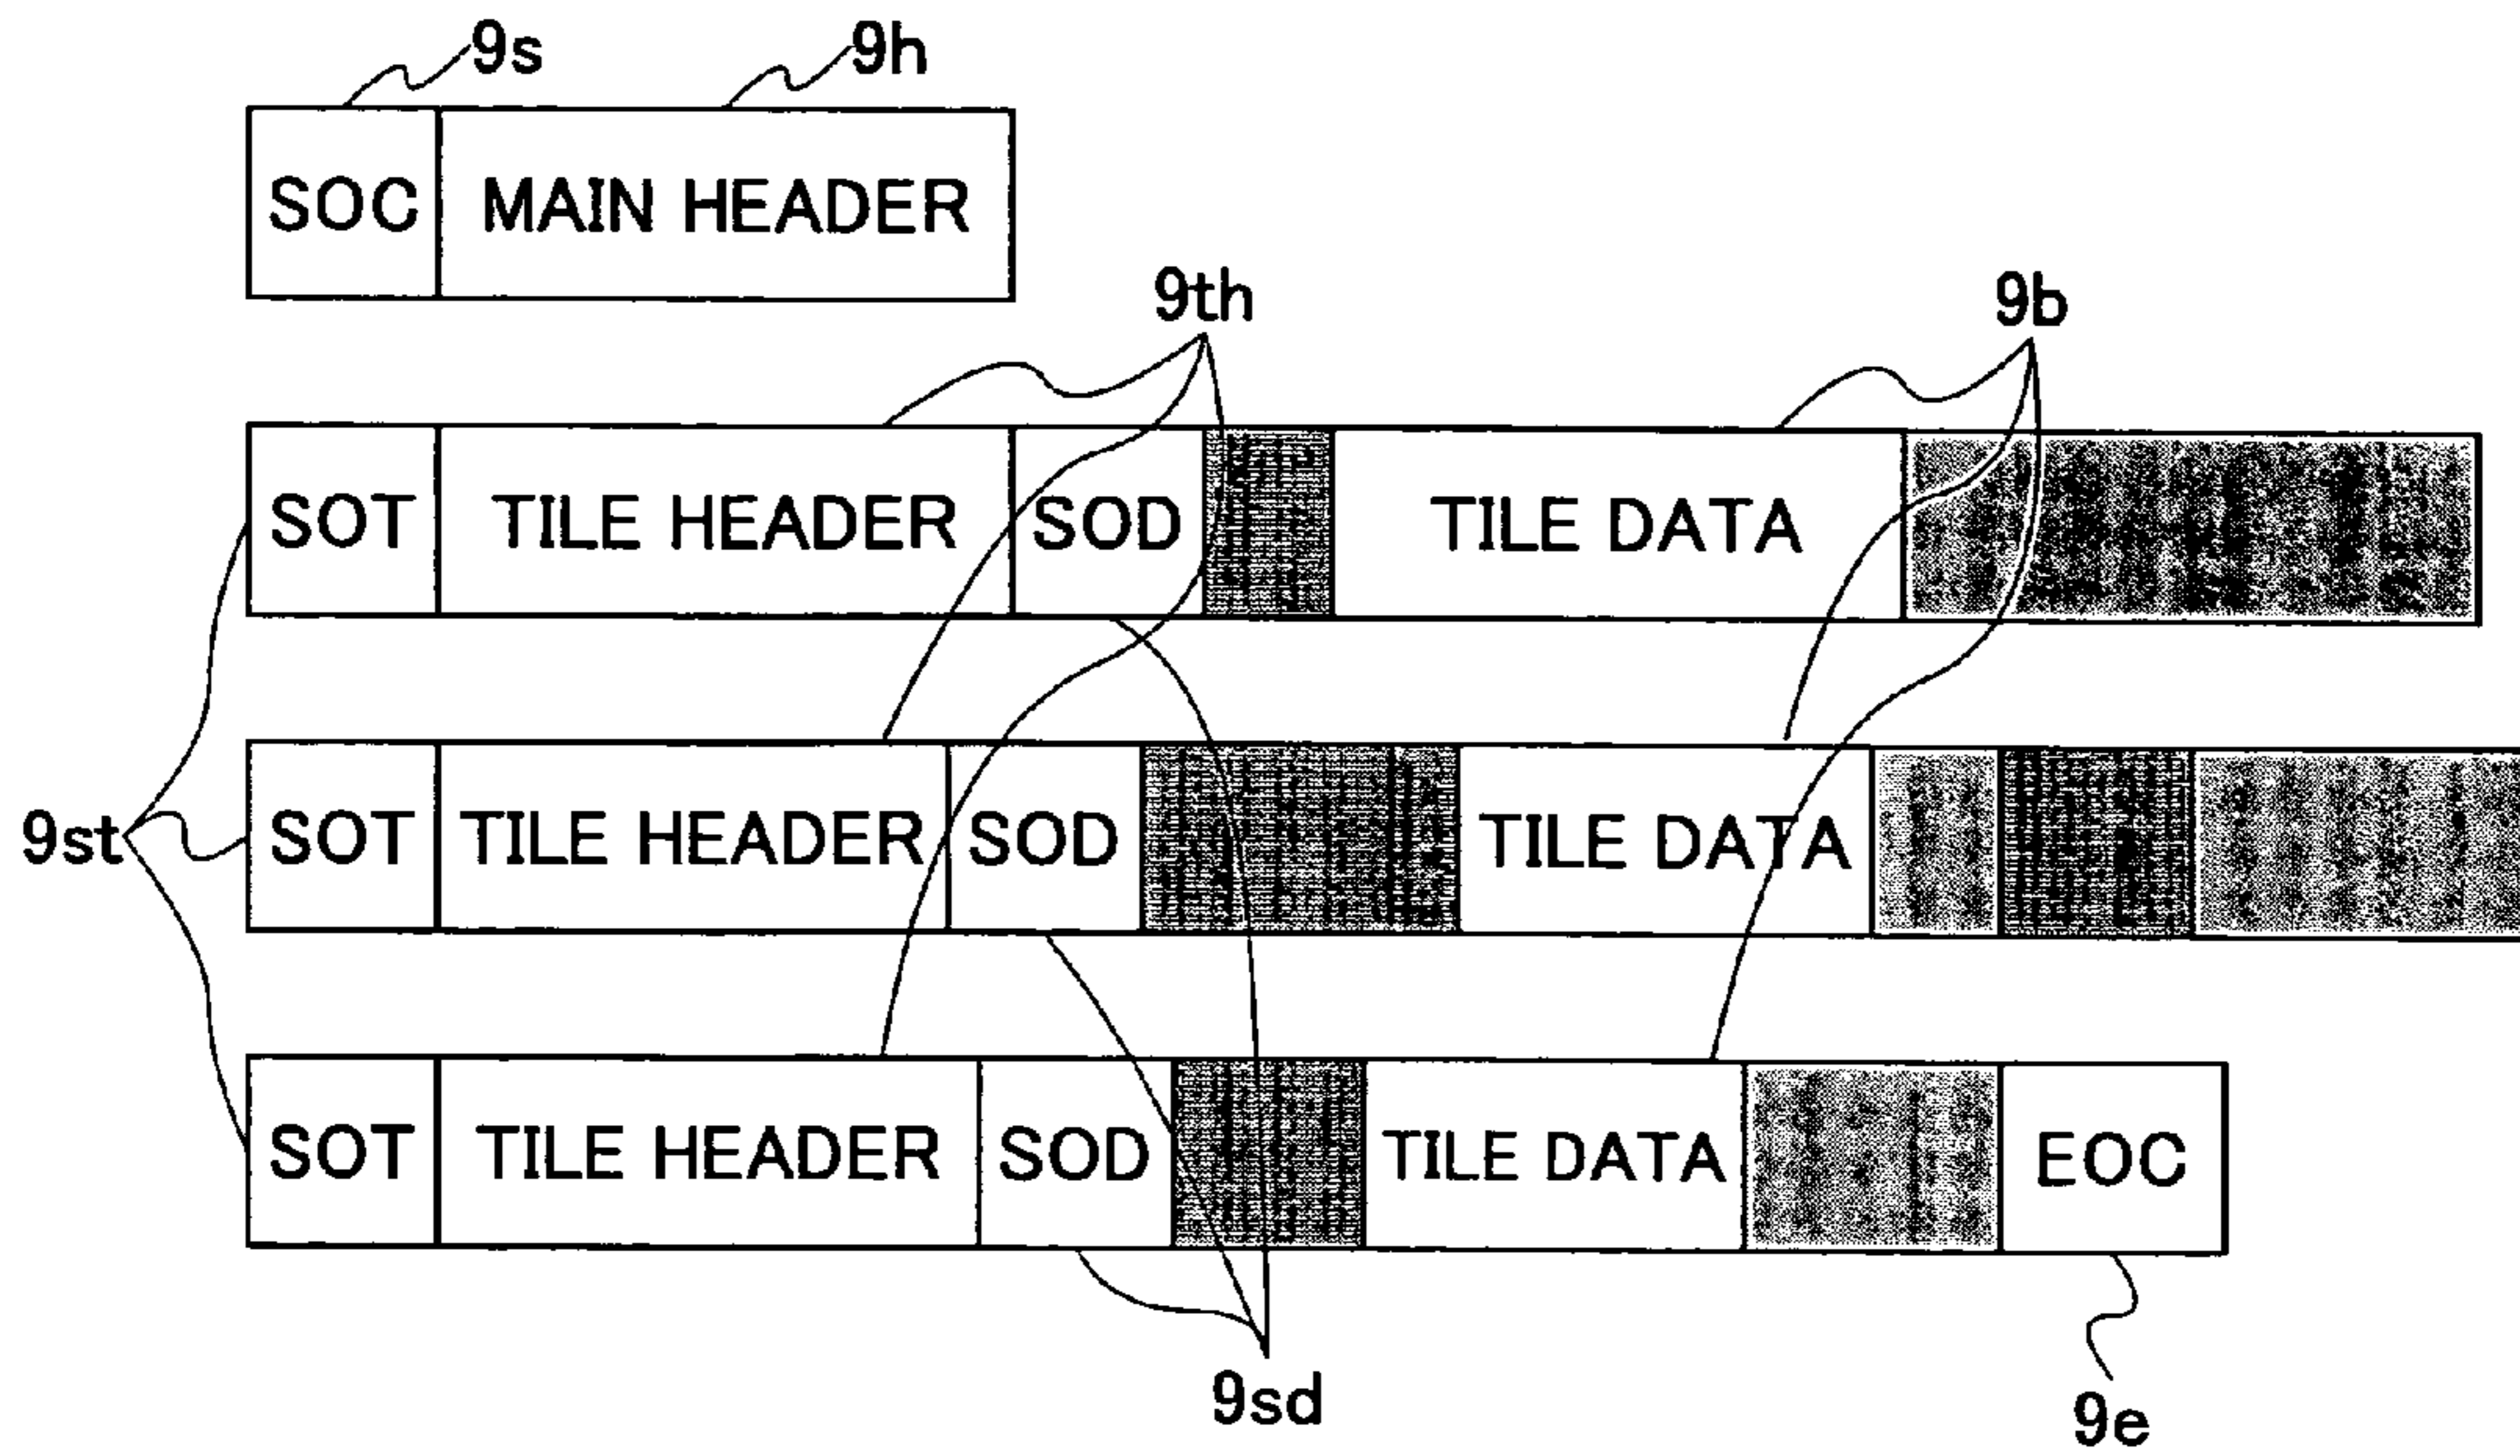 9s 9h
SOC MAIN HEADER
9th 9b
SOT TILE HEADER SOD TILE DATA
9st SOT TILE HEADER SOD TILE DATA
SOT TILE HEADER SOD TILE DATA EOC
9sd 9e